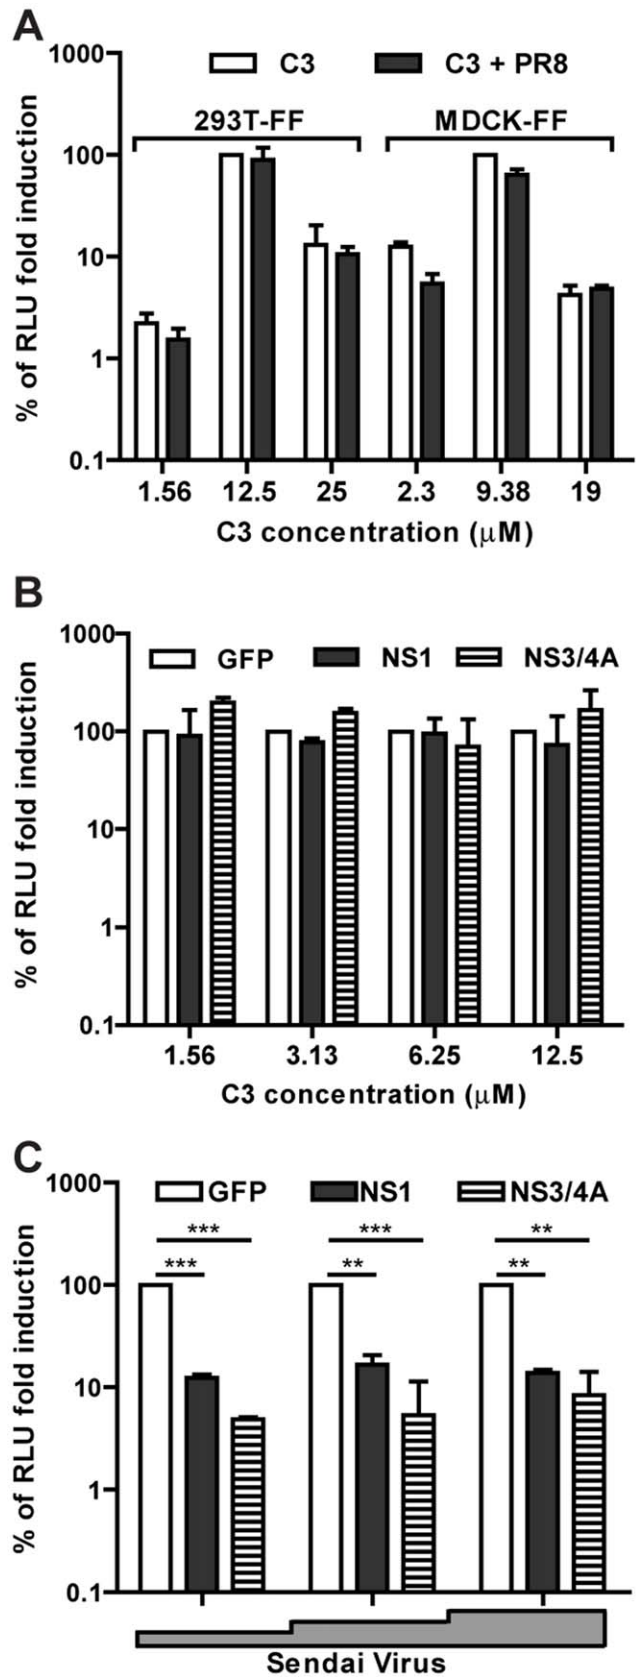 A
1000
C3
C3 + PR8
293T-FF
MDCK-FF
100
10
1
0.1
% of RLU fold induction
1.56 12.5 25 2.3 9.38 19
C3 concentration (μM)
B
1000
GFP NS1 NS3/4A
100
10
1
0.1
% of RLU fold induction
1.56 3.13 6.25 12.5
C3 concentration (μM)
C
1000
GFP NS1 NS3/4A
*** *** **
*** ** **
100
10
1
0.1
% of RLU fold induction
Sendai Virus